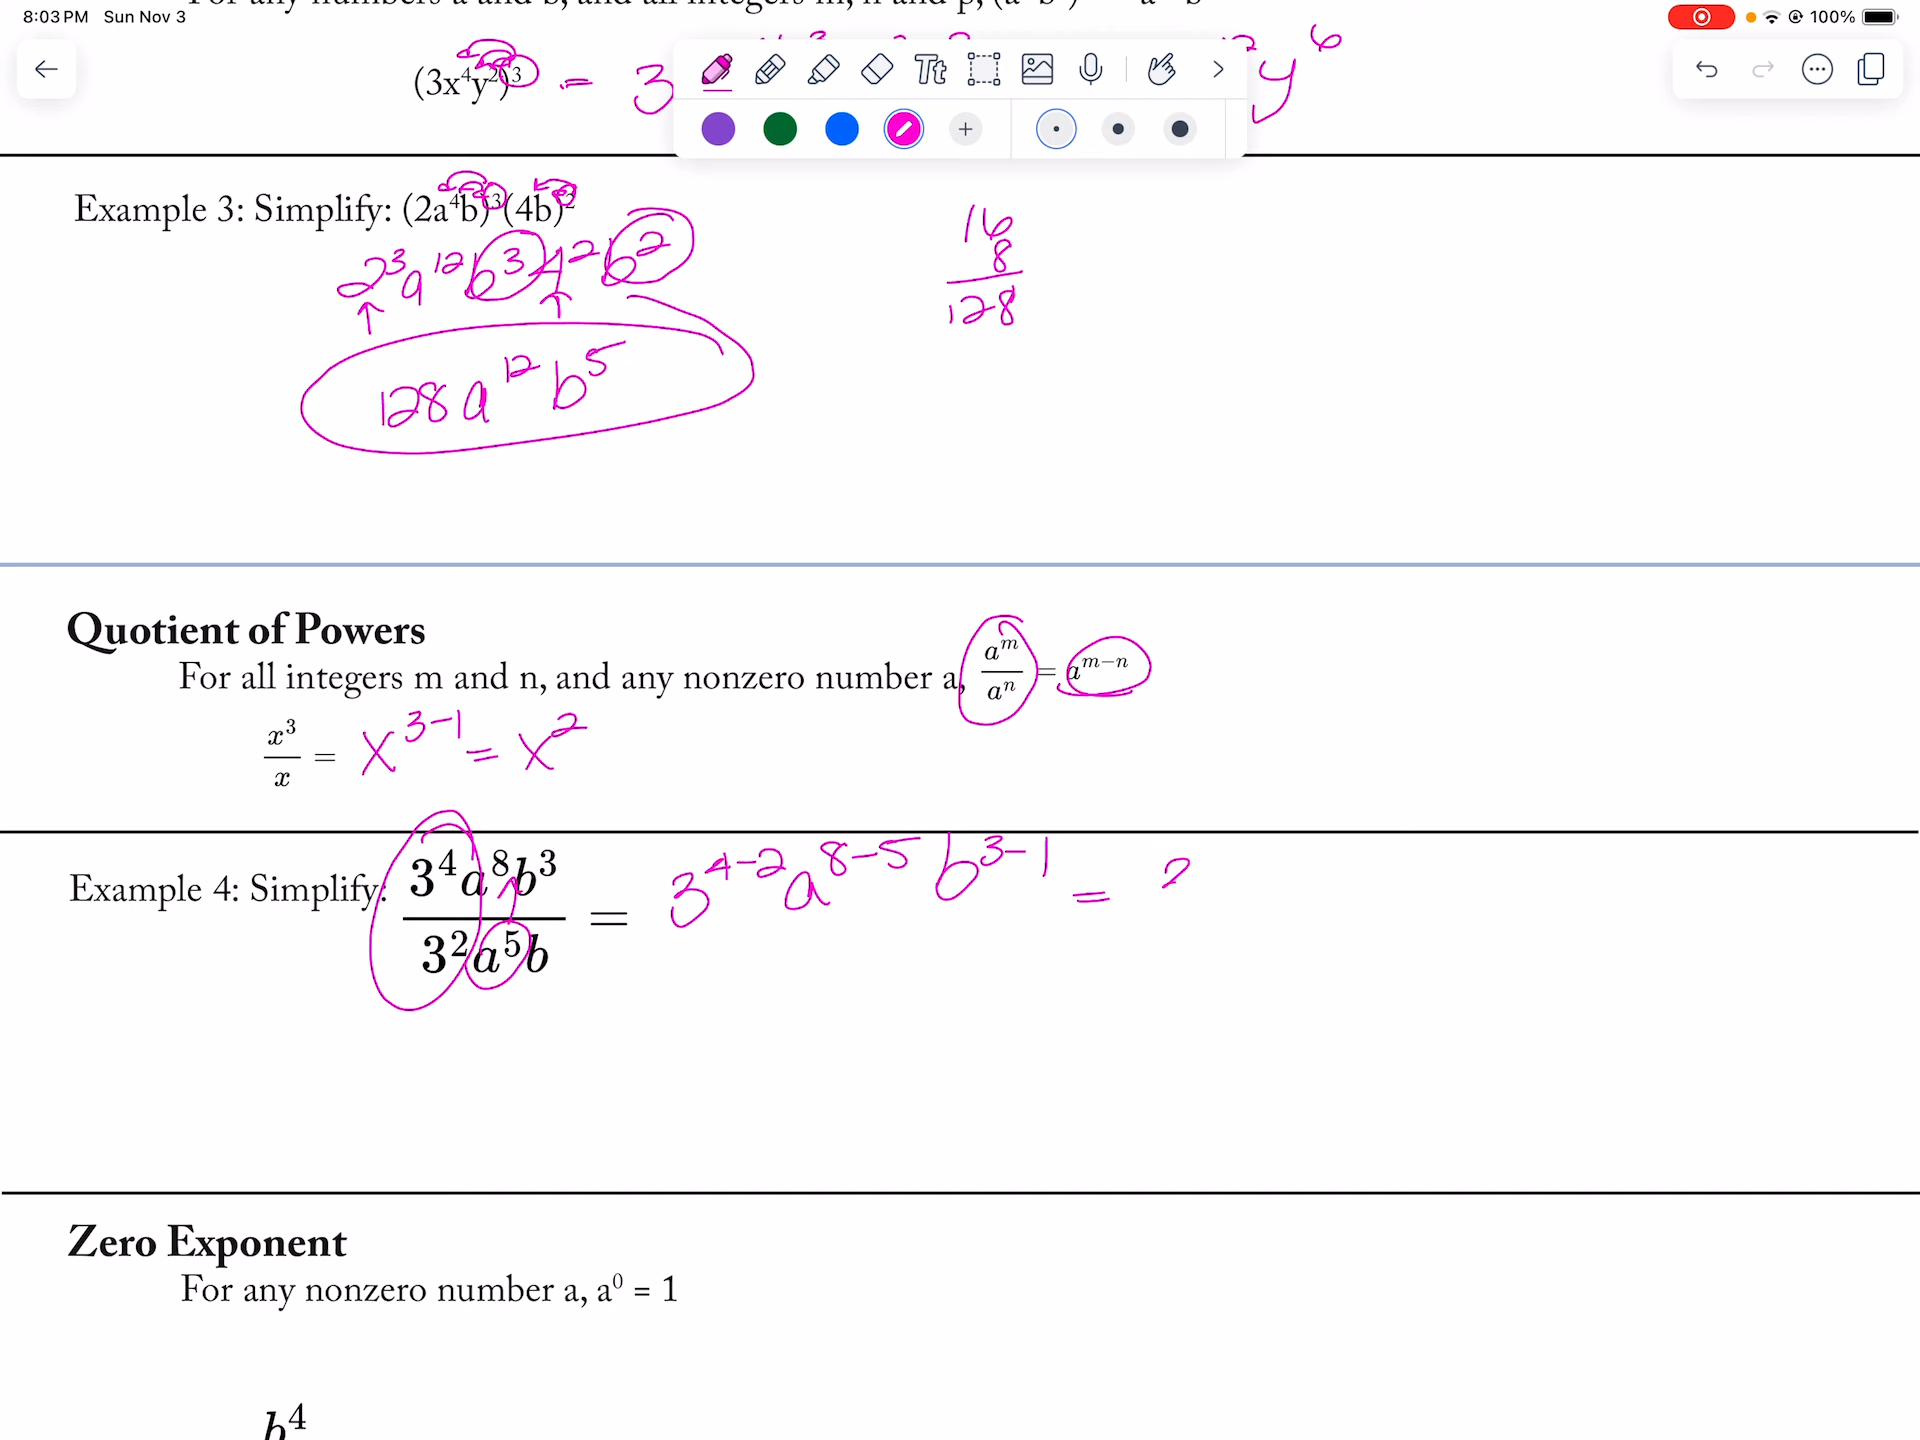 8:03 PM Sun Nov 3 100%
(3x⁴y²)³ = 3 y⁶
Tt
Example 3: Simplify: (2a⁴b)³(4b)²
2³a¹²b³4²b²
16
8
128
128a¹²b⁵
Quotient of Powers
For all integers m and n, and any nonzero number a, aᵐ/aⁿ = aᵐ⁻ⁿ
x³/x = x³⁻¹ = x²
Example 4: Simplify: 3⁴a⁸b³/3²a⁵b = 3⁴⁻²a⁸⁻⁵b³⁻¹ =
Zero Exponent
For any nonzero number a, a⁰ = 1
b⁴